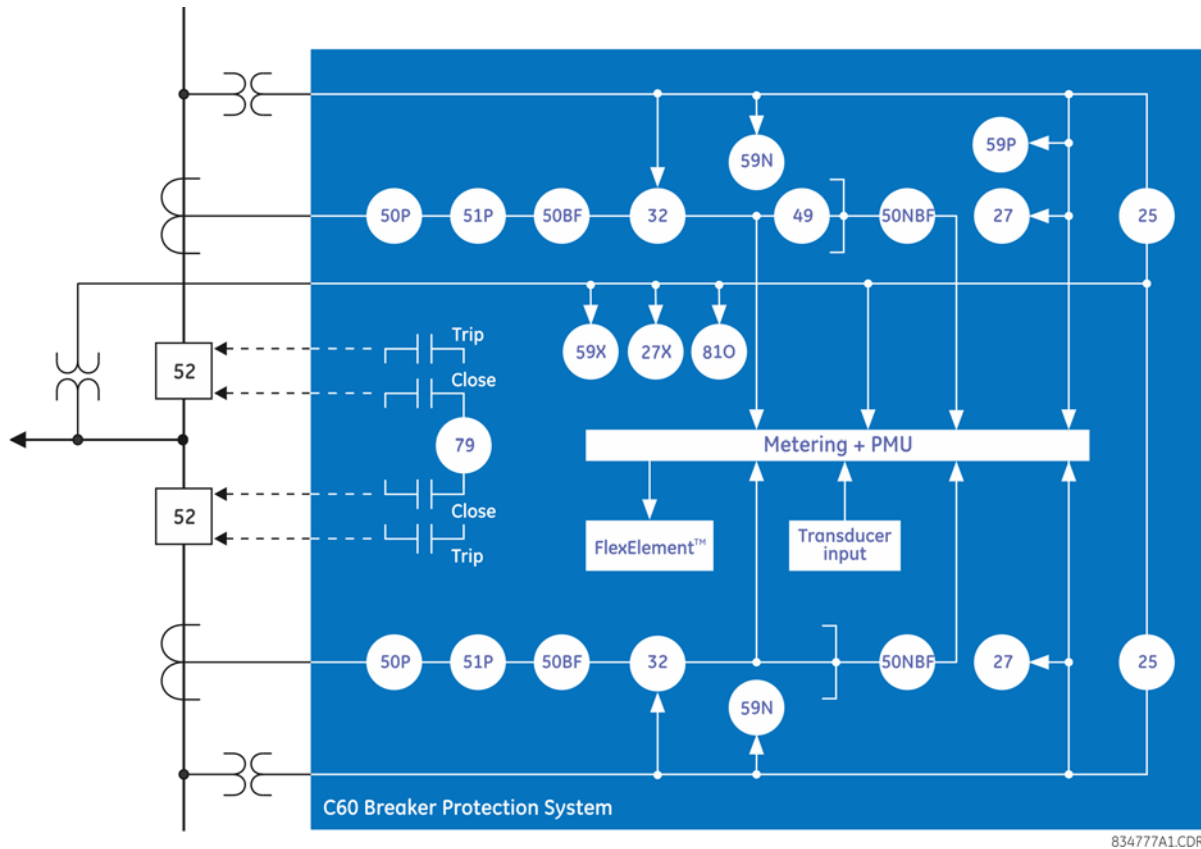 59N
59P
50P
51P
50BF
32
49
50NBF
27
25
59X
27X
81O
Trip
52
Close
79
Metering + PMU
52
Close
Trip
FlexElement™
Transducer
input
50P
51P
50BF
32
50NBF
27
25
59N
C60 Breaker Protection System
834777A1.CDR